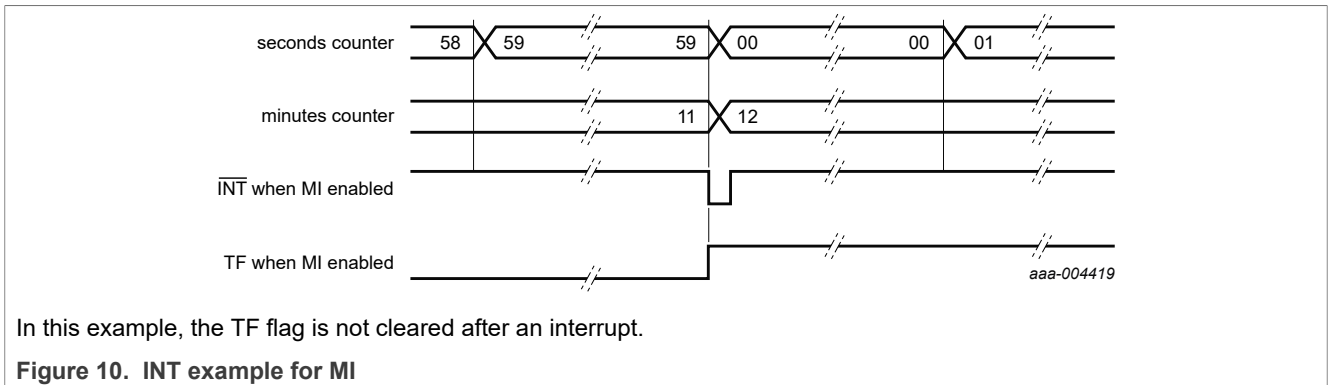 seconds counter 58 59 59 00 00 01
minutes counter 11 12
INT when MI enabled
TF when MI enabled
aaa-004419
In this example, the TF flag is not cleared after an interrupt.
Figure 10. INT example for MI